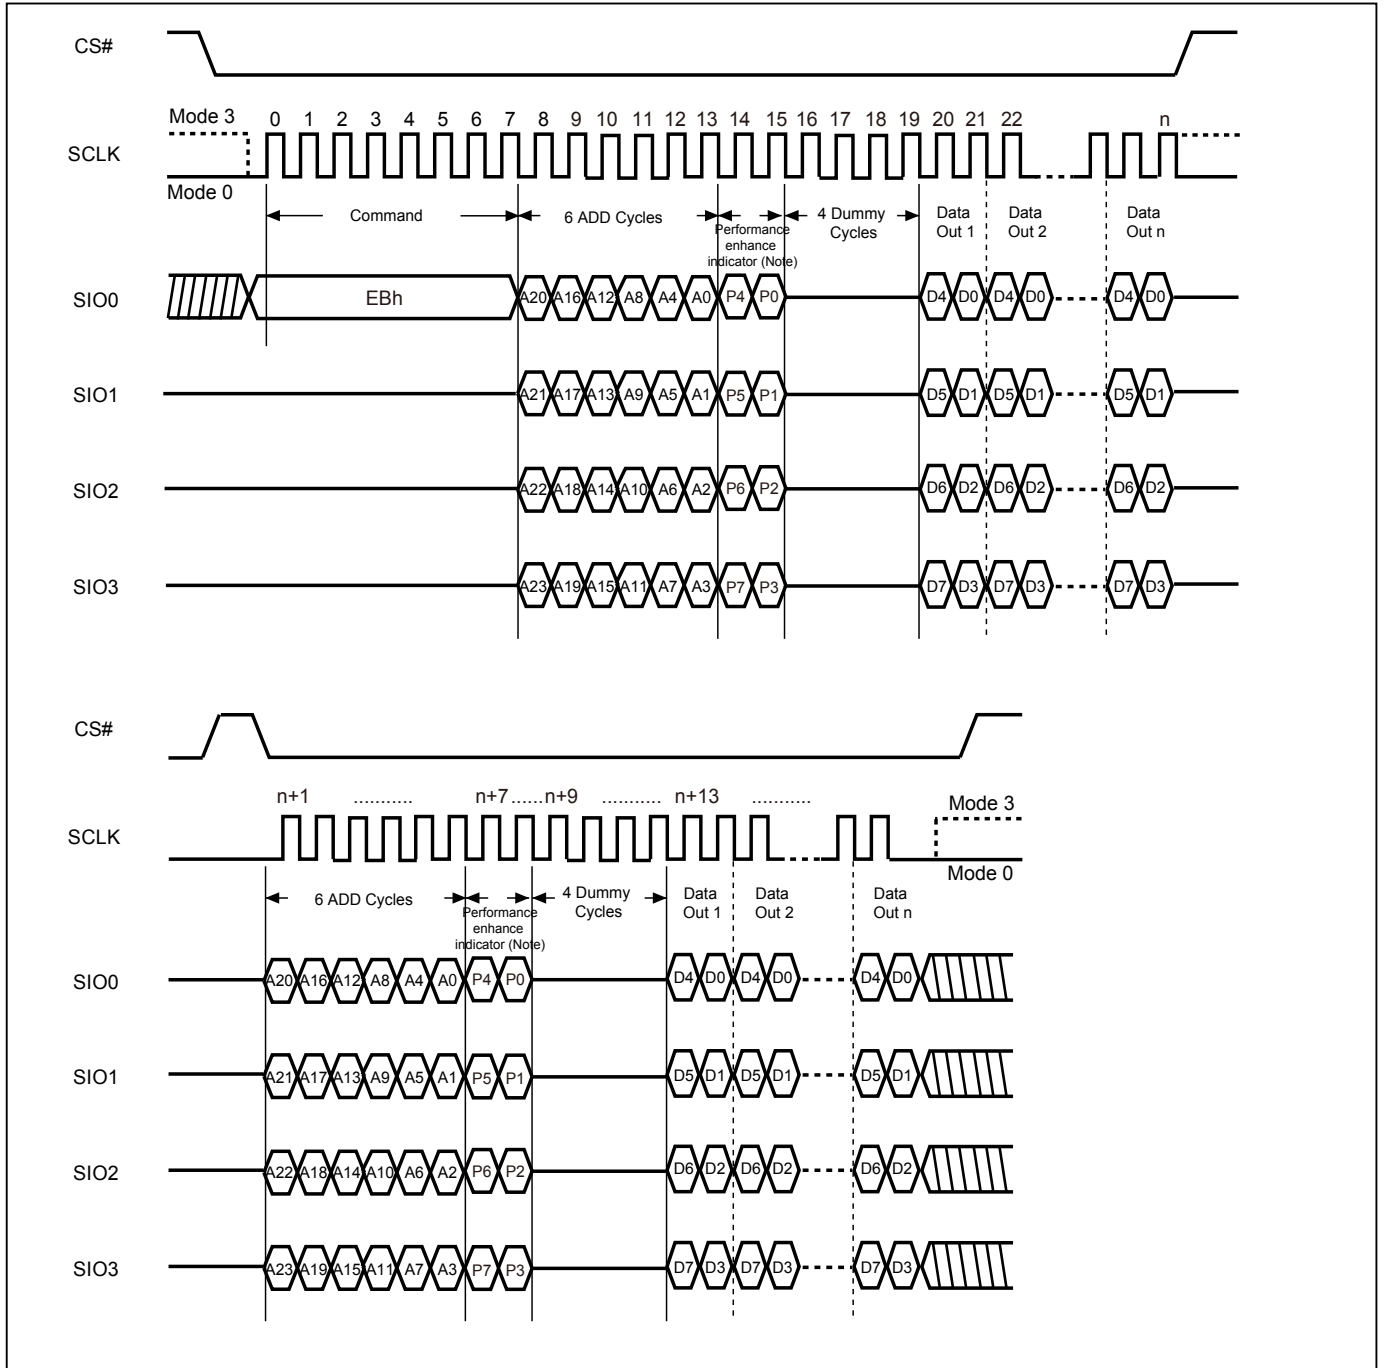 CS#
Mode 3
0 1 2 3 4 5 6 7 8 9 10 11 12 13 14 15 16 17 18 19 20 21 22 n
SCLK
Mode 0
Command
6 ADD Cycles
Performance
enhance
indicator (Note)
4 Dummy
Cycles
Data
Out 1
Data
Out 2
Data
Out n
SIO0 EBh A20 A16 A12 A8 A4 A0 P4 P0 D4 D0 D4 D0 D4 D0
SIO1 A21 A17 A13 A9 A5 A1 P5 P1 D5 D1 D5 D1 D5 D1
SIO2 A22 A18 A14 A10 A6 A2 P6 P2 D6 D2 D6 D2 D6 D2
SIO3 A23 A19 A15 A11 A7 A3 P7 P3 D7 D3 D7 D3 D7 D3
CS#
n+1 ........... n+7 ...... n+9 ........... n+13 ...........
Mode 3
SCLK
Mode 0
6 ADD Cycles
Performance
enhance
indicator (Note)
4 Dummy
Cycles
Data
Out 1
Data
Out 2
Data
Out n
SIO0 A20 A16 A12 A8 A4 A0 P4 P0 D4 D0 D4 D0 D4 D0
SIO1 A21 A17 A13 A9 A5 A1 P5 P1 D5 D1 D5 D1 D5 D1
SIO2 A22 A18 A14 A10 A6 A2 P6 P2 D6 D2 D6 D2 D6 D2
SIO3 A23 A19 A15 A11 A7 A3 P7 P3 D7 D3 D7 D3 D7 D3